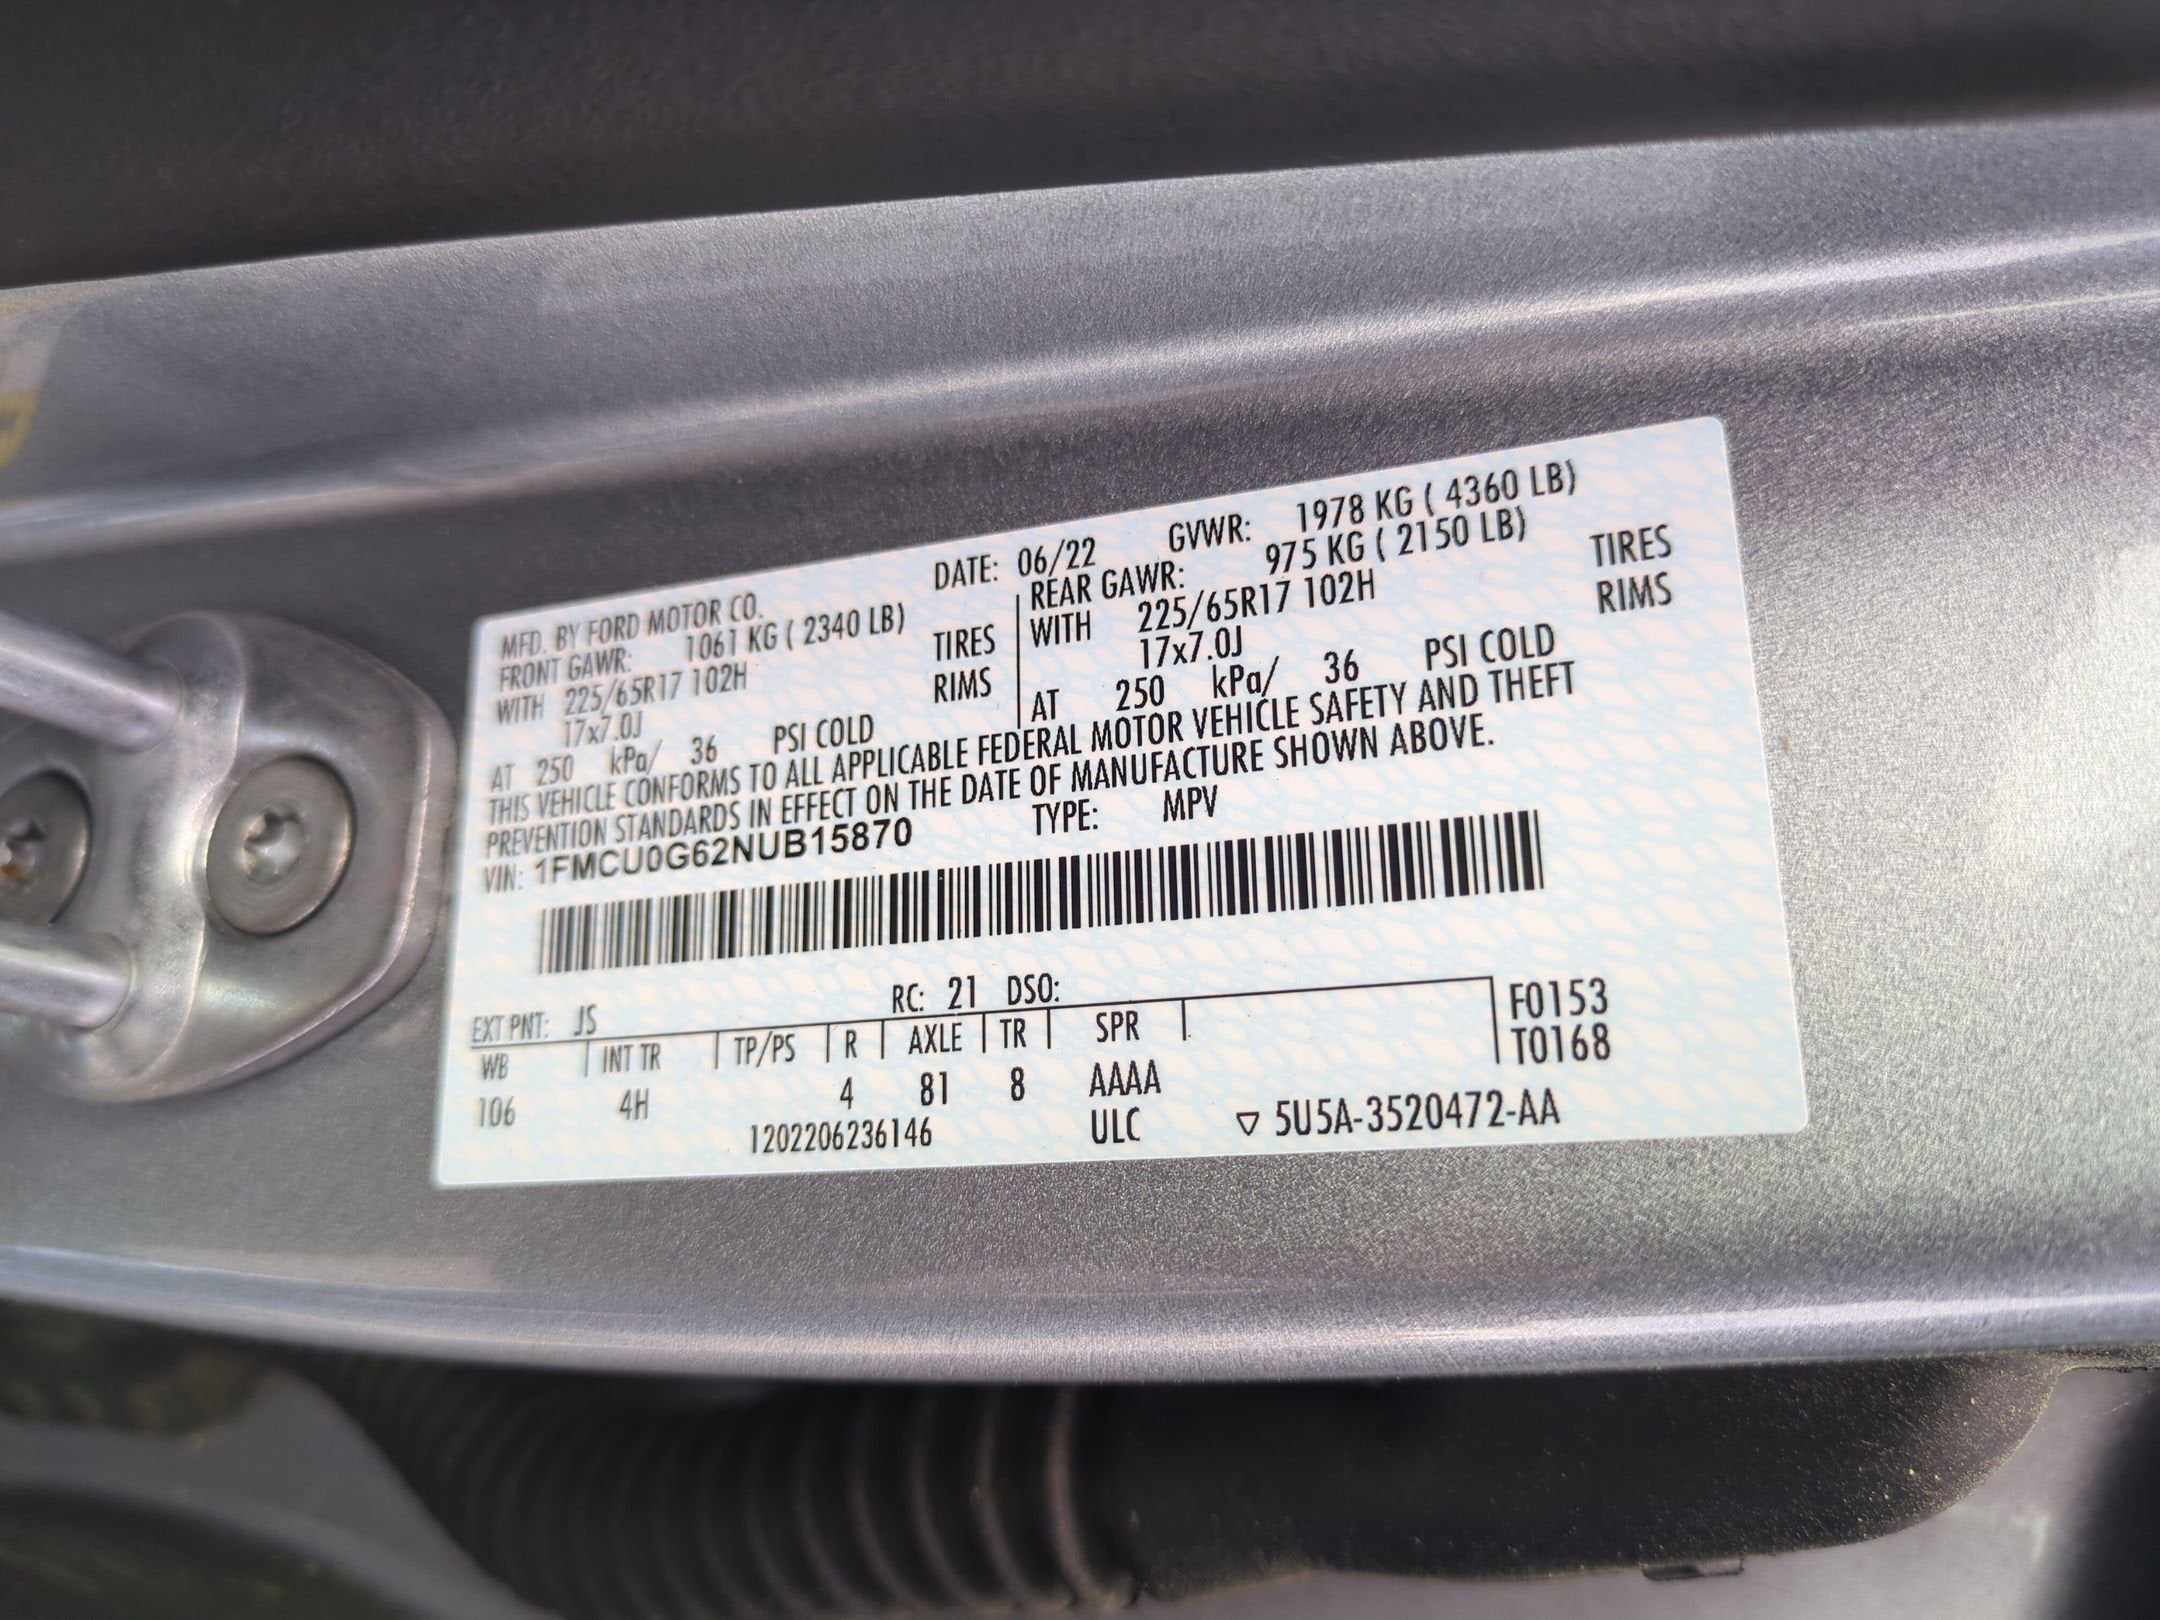 MFD. BY FORD MOTOR CO. DATE: 06/22 GVWR: 1978 KG ( 4360 LB)
FRONT GAWR: 1061 KG ( 2340 LB) REAR GAWR: 975 KG ( 2150 LB)
WITH 225/65R17 102H TIRES WITH 225/65R17 102H TIRES
17x7.0J RIMS 17x7.0J RIMS
AT 250 kPa/ 36 PSI COLD AT 250 kPa/ 36 PSI COLD
THIS VEHICLE CONFORMS TO ALL APPLICABLE FEDERAL MOTOR VEHICLE SAFETY AND THEFT
PREVENTION STANDARDS IN EFFECT ON THE DATE OF MANUFACTURE SHOWN ABOVE.
VIN: 1FMCU0G62NUB15870 TYPE: MPV
EXT PNT: JS RC: 21 DSO: F0153
WB INT TR TP/PS R AXLE TR SPR T0168
106 4H 4 81 8 AAAA
1202206236146 ULC ▽ 5U5A-3520472-AA